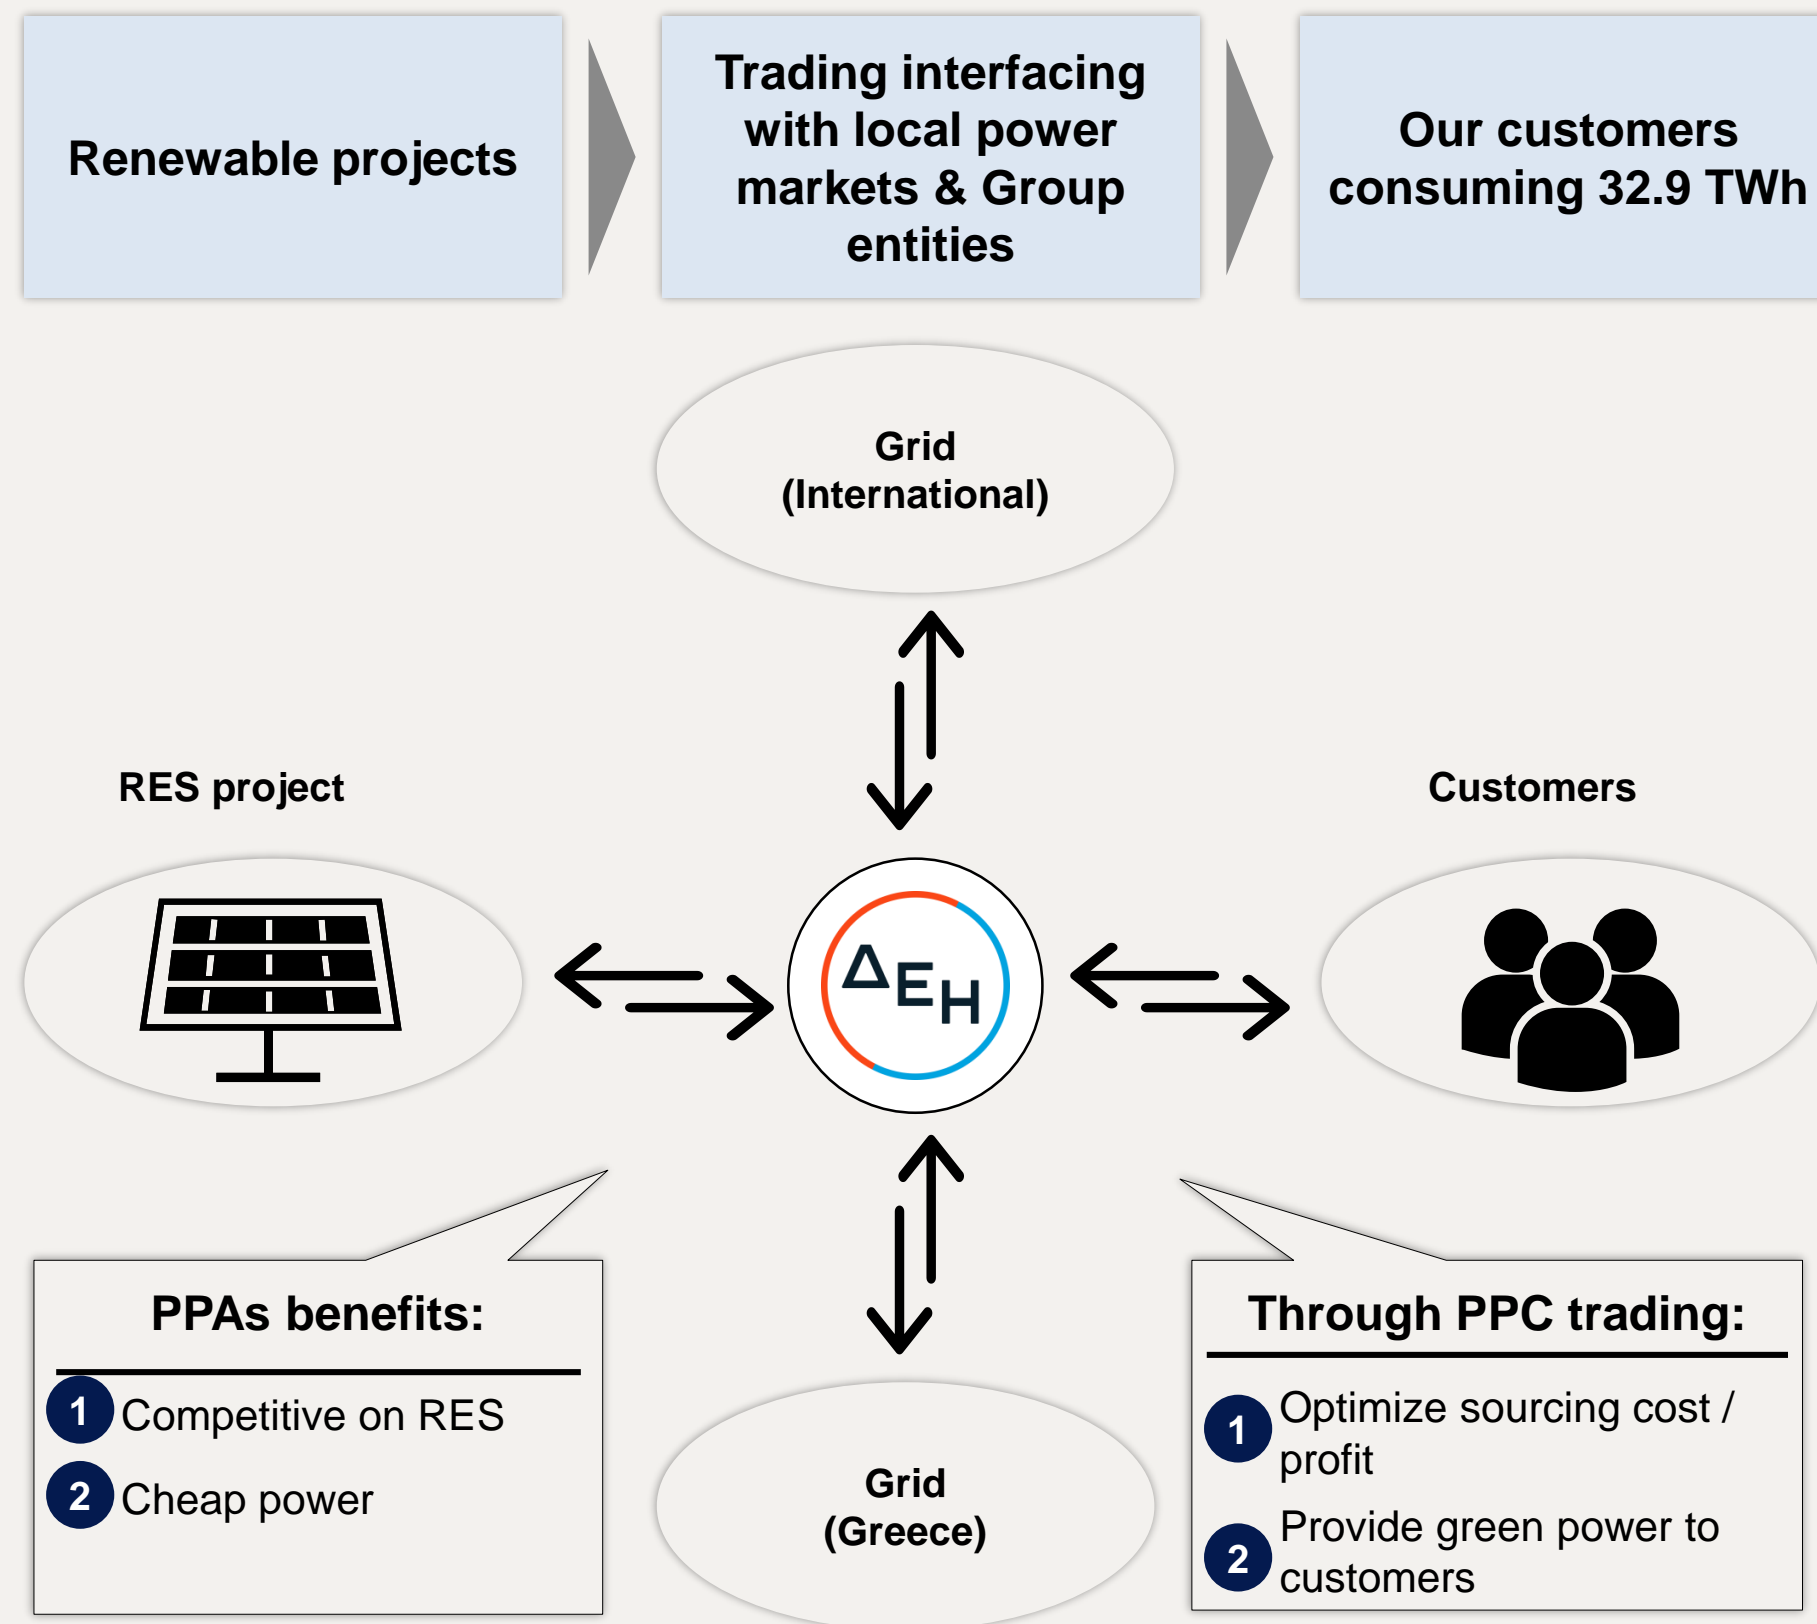 Renewable projects
Trading interfacing
with local power
markets & Group
entities
Our customers
consuming 32.9 TWh
Grid
(International)
RES project
Customers
ΔΕΗ
PPAs benefits:
1 Competitive on RES
2 Cheap power
Through PPC trading:
1 Optimize sourcing cost /
profit
2 Provide green power to
customers
Grid
(Greece)